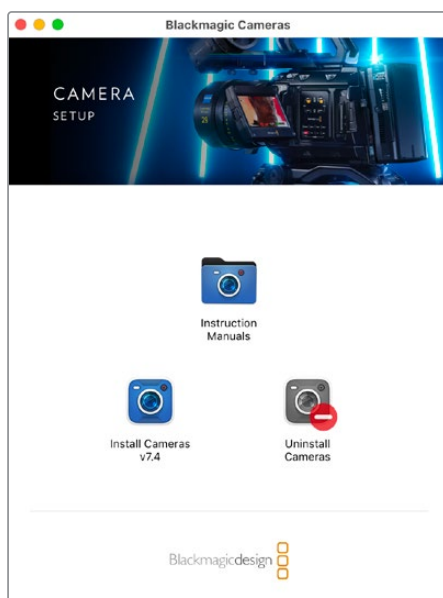 Blackmagic Cameras
CAMERA
SETUP
Instruction
Manuals
Install Cameras
v7.4
Uninstall
Cameras
Blackmagicdesign